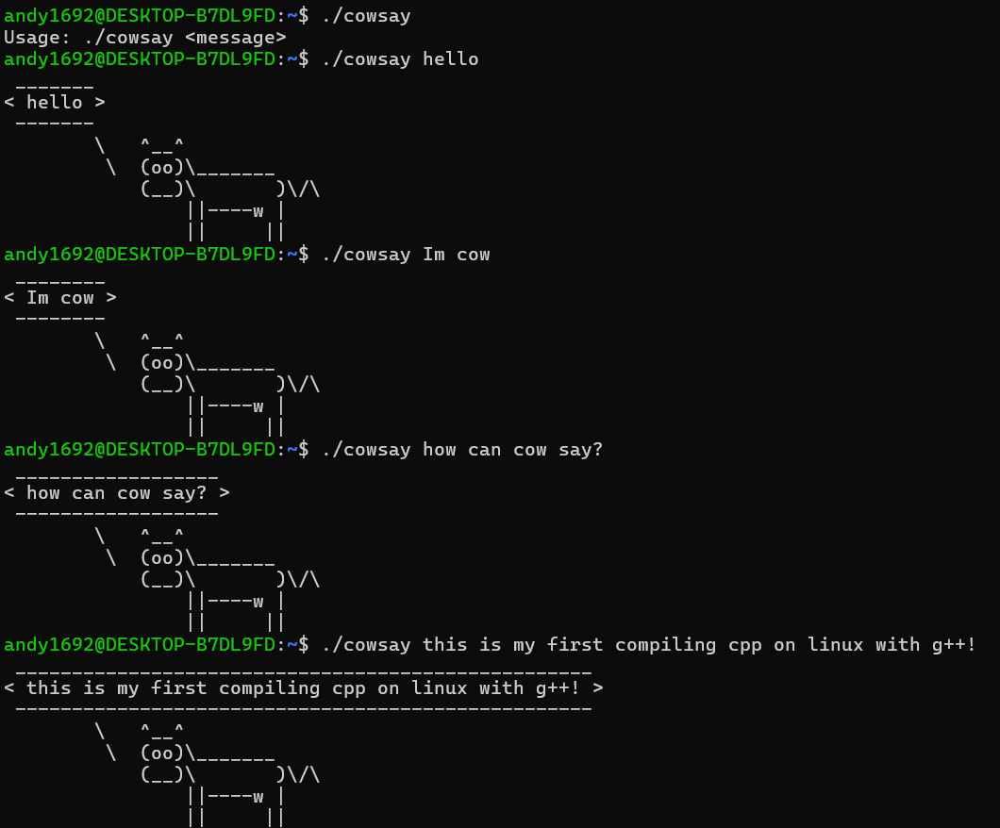 andy1692@DESKTOP-B7DL9FD:~$ ./cowsay
Usage: ./cowsay <message>
andy1692@DESKTOP-B7DL9FD:~$ ./cowsay hello
 _______
< hello >
 -------
        \   ^__^
         \  (oo)\_______
            (__)\       )\/\
                ||----w |
                ||     ||
andy1692@DESKTOP-B7DL9FD:~$ ./cowsay Im cow
 ________
< Im cow >
 --------
        \   ^__^
         \  (oo)\_______
            (__)\       )\/\
                ||----w |
                ||     ||
andy1692@DESKTOP-B7DL9FD:~$ ./cowsay how can cow say?
 __________________
< how can cow say? >
 ------------------
        \   ^__^
         \  (oo)\_______
            (__)\       )\/\
                ||----w |
                ||     ||
andy1692@DESKTOP-B7DL9FD:~$ ./cowsay this is my first compiling cpp on linux with g++!
 ___________________________________________________
< this is my first compiling cpp on linux with g++! >
 ---------------------------------------------------
        \   ^__^
         \  (oo)\_______
            (__)\       )\/\
                ||----w |
                ||     ||